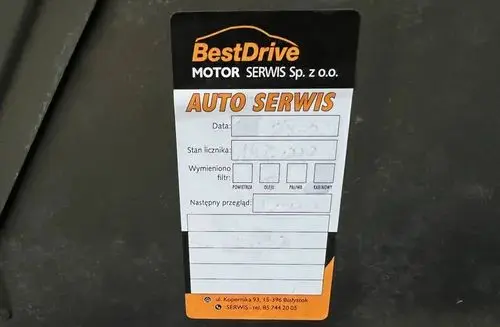 BestDrive
MOTOR SERWIS Sp. z o.o.
AUTO SERWIS
Data:
Stan licznika:
Wymieniono
filtr:
POWIETRZA OLEJU PALIWA KABINOWY
Następny przegląd:
ul. Kopernika 93, 15-396 Białystok
SERWIS - tel. 85 744 20 05